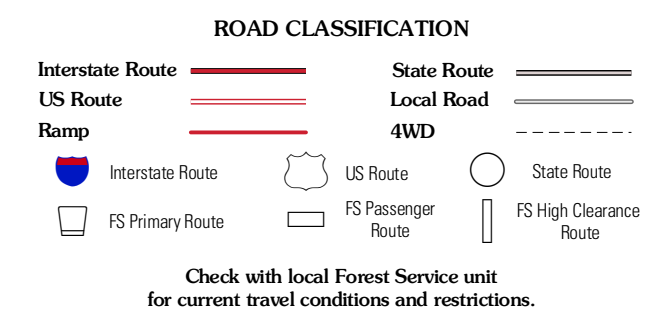 ROAD CLASSIFICATION
Interstate Route
State Route
US Route
Local Road
Ramp
4WD
Interstate Route
US Route
State Route
FS Primary Route
FS Passenger
Route
FS High Clearance
Route
Check with local Forest Service unit
for current travel conditions and restrictions.